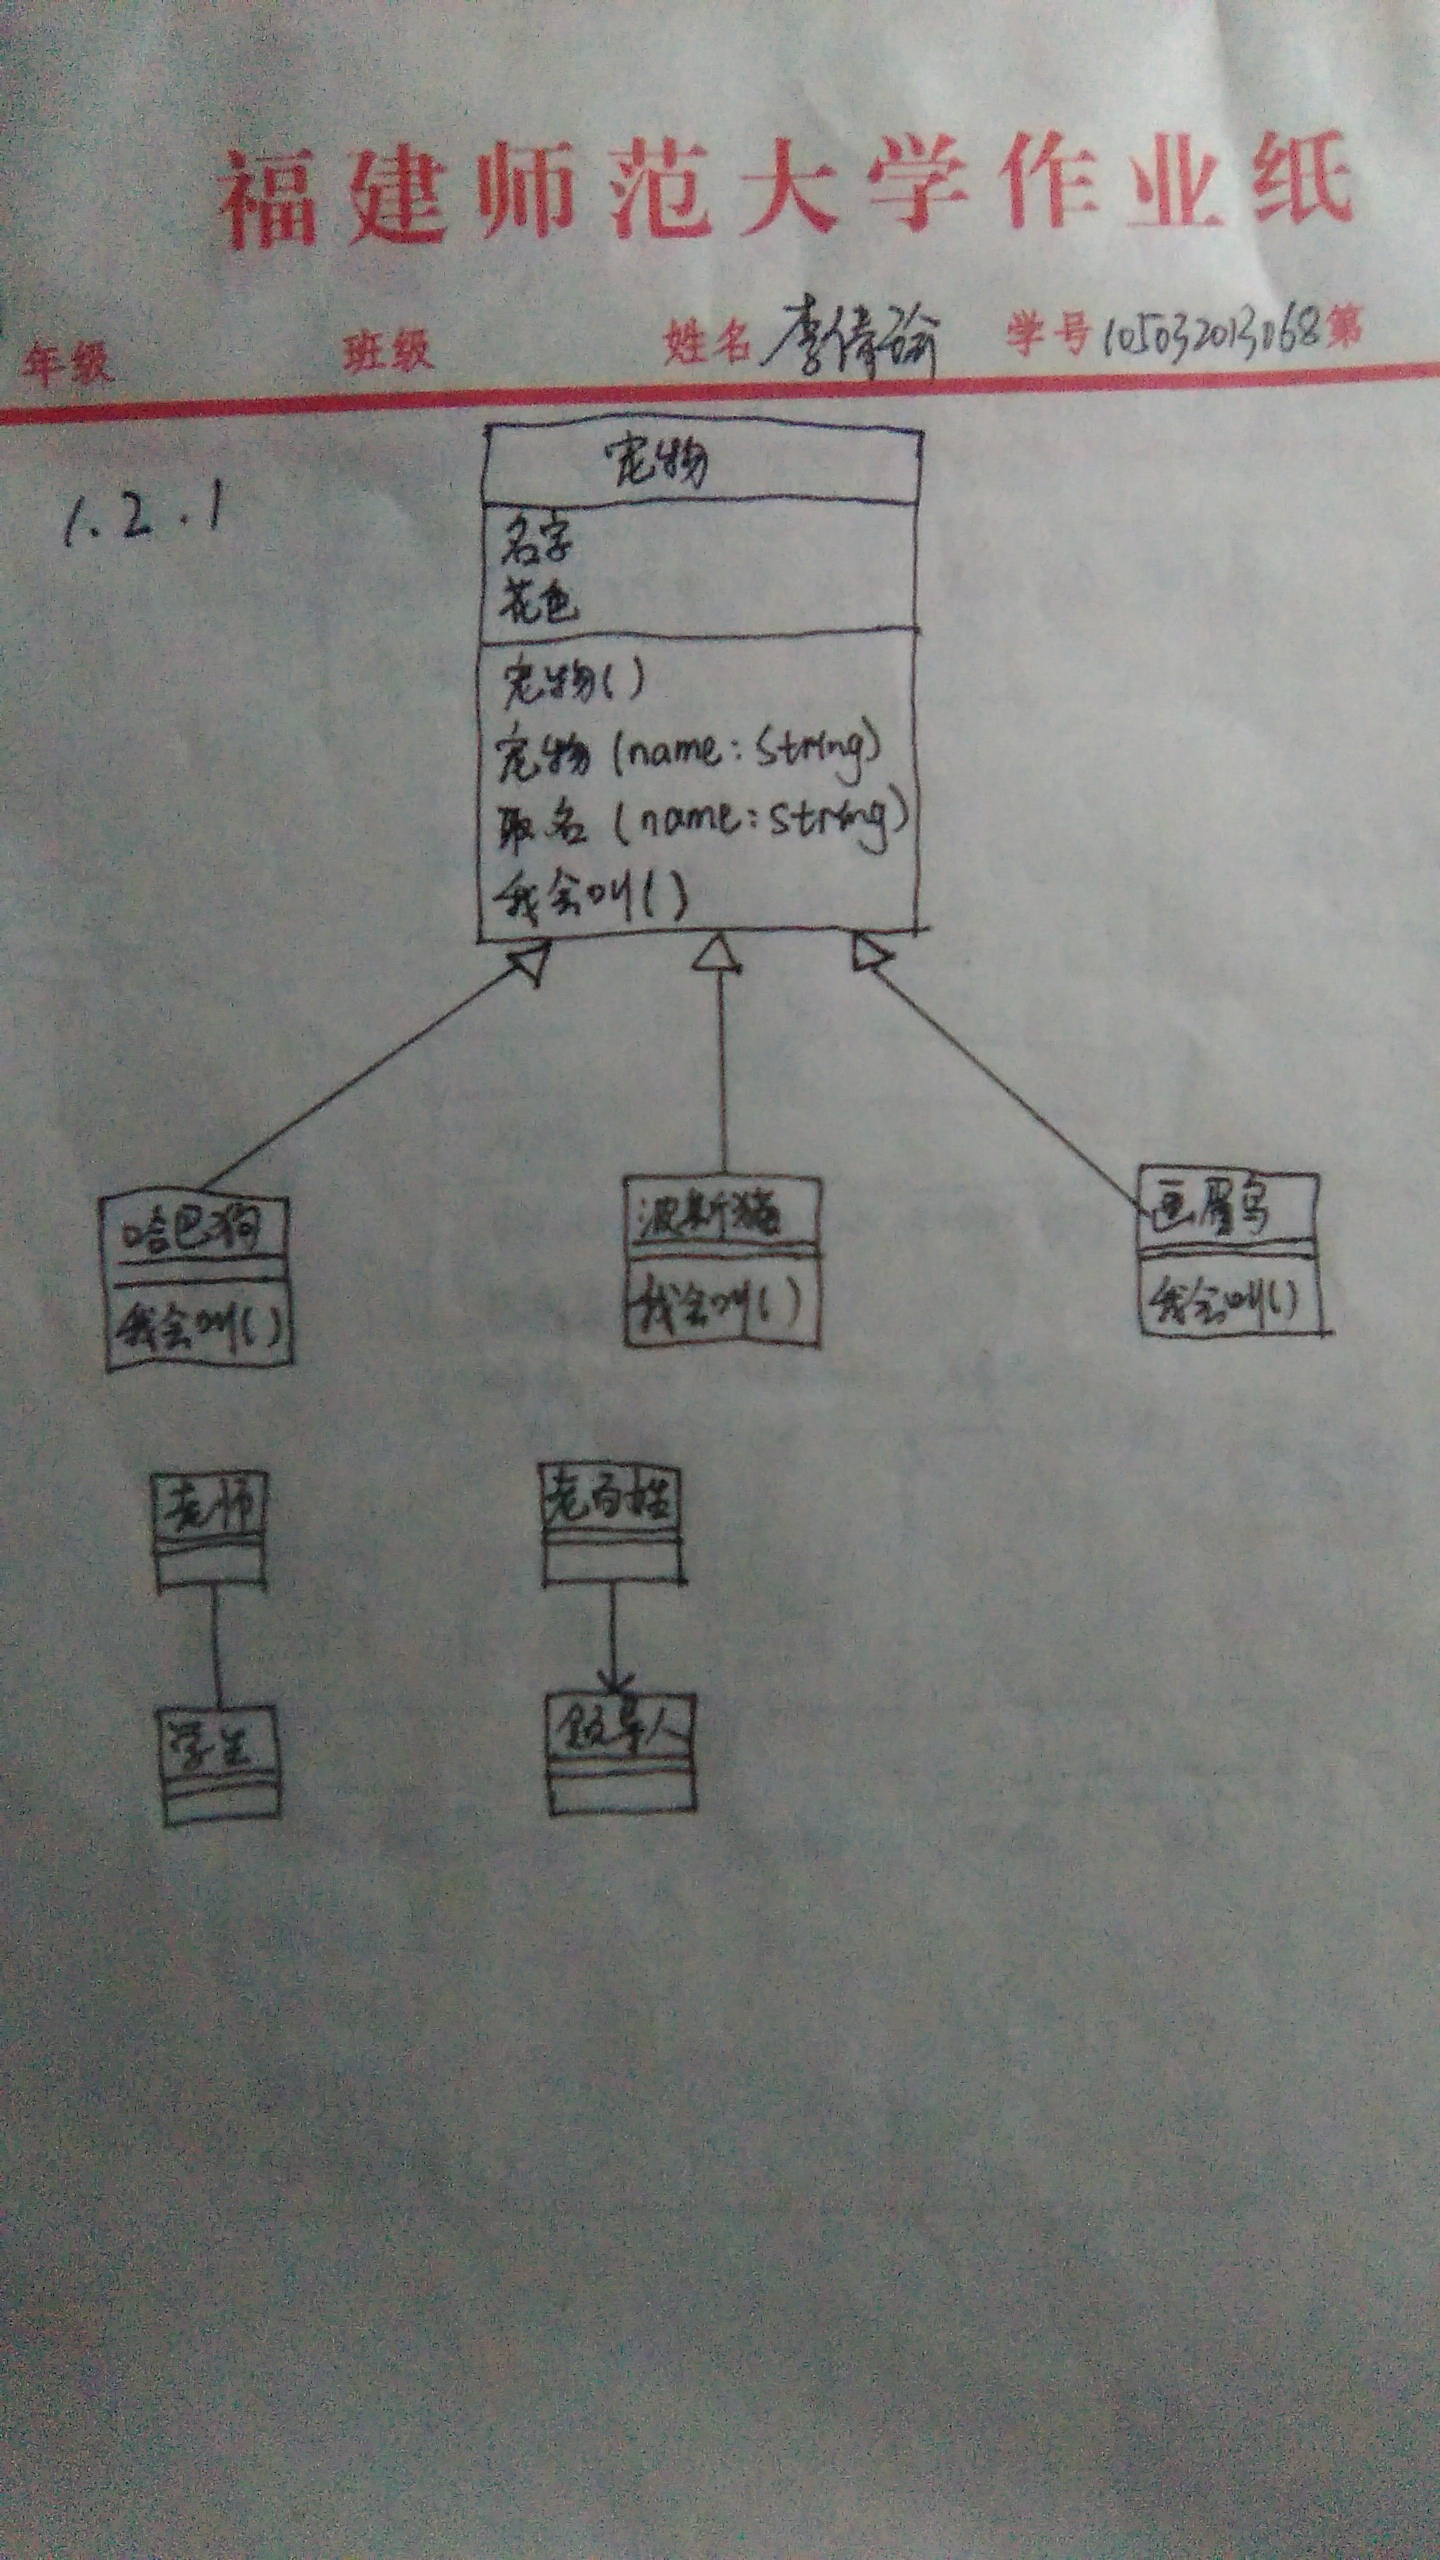 福建师范大学作业纸
年级 班级 姓名 李倩瑜 学号 105032013068 第
1.2.1
宠物
名字
花色
宠物()
宠物(name:String)
取名(name:string)
我会叫()
哈巴狗 波斯猫 画眉鸟
我会叫() 我会叫() 我会叫()
老师 老百姓
学生 领导人